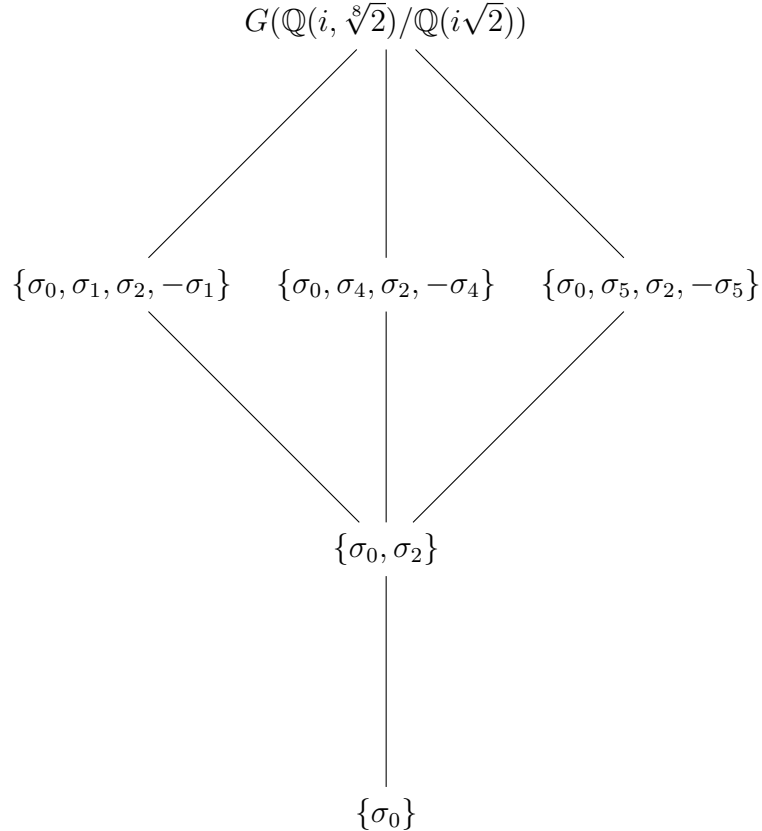 G(ℚ(i, ⁸√2)/ℚ(i√2))
{σ₀, σ₁, σ₂, −σ₁} {σ₀, σ₄, σ₂, −σ₄} {σ₀, σ₅, σ₂, −σ₅}
{σ₀, σ₂}
{σ₀}